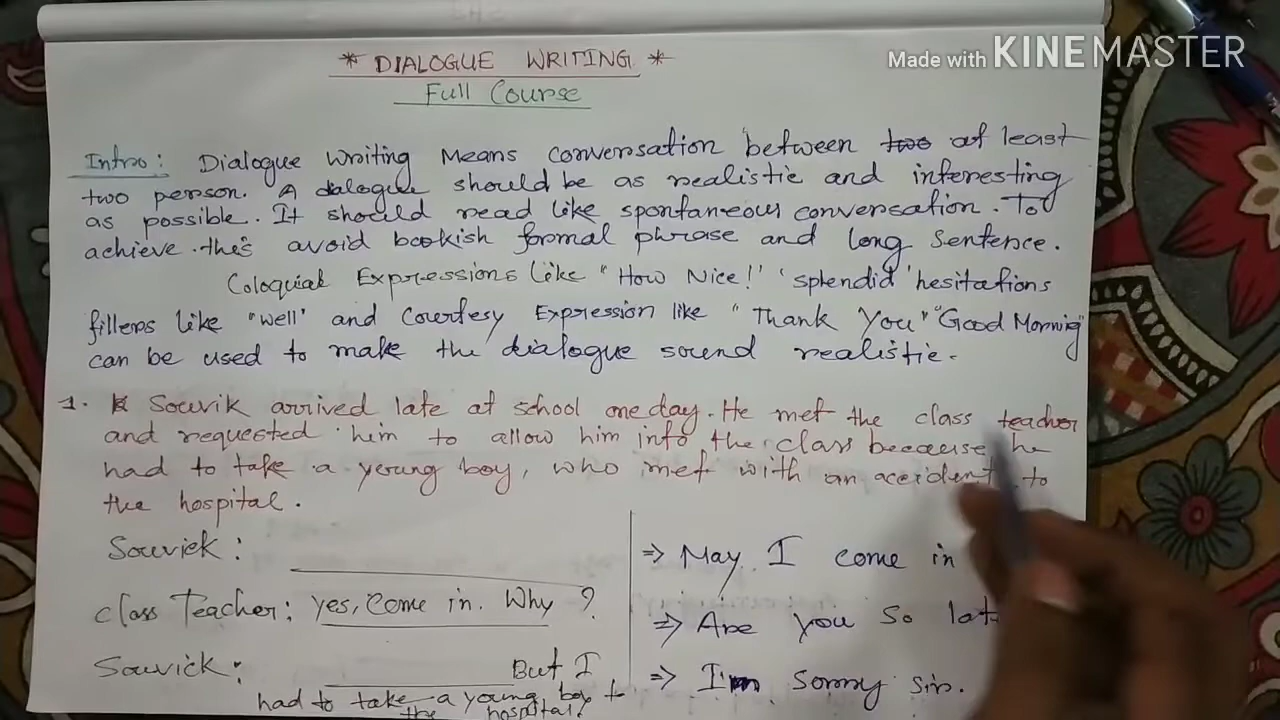 Made with KINEMASTER
* DIALOGUE WRITING *
Full Course
Intro: Dialogue Writing Means conversation between two at least
two person. A dalogue should be as realistic and interesting
as possible. It should read like spontaneous conversation. To
achieve this avoid bookish formal phrase and long sentence.
Coloquial Expressions like "How Nice!" 'splendid' hesitations
fillers like "well" and Courtesy Expression like "Thank You" "Good Mornig"
can be used to make the dialogue sound realistic.
1. Souvik arrived late at school one day. He met the class teacher
and requested him to allow him into the class because he
had to take a young boy, who met with an accident to
the hospital.
Souvick :
Class Teacher: Yes, Come in. Why ?
Souvick : But I
had to take a young boy to
the hospital.
⇒ May I come in
⇒ Are you so
⇒ I'm sorry sir.